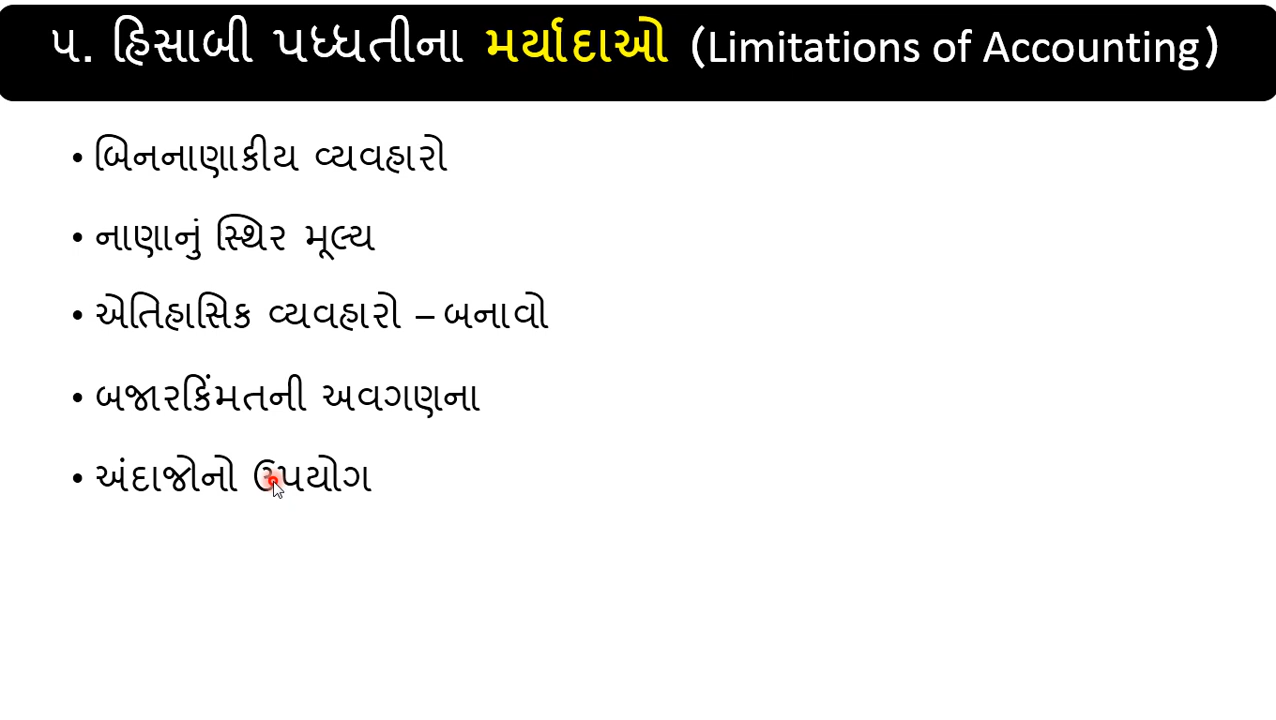 ૫. હિસાબી પધ્ધતીના મર્યાદાઓ (Limitations of Accounting)
• બિનનાણાકીય વ્યવહારો
• નાણાનું સ્થિર મૂલ્ય
• ઐતિહાસિક વ્યવહારો – બનાવો
• બજારકિંમતની અવગણના
• અંદાજોનો ઉપયોગ